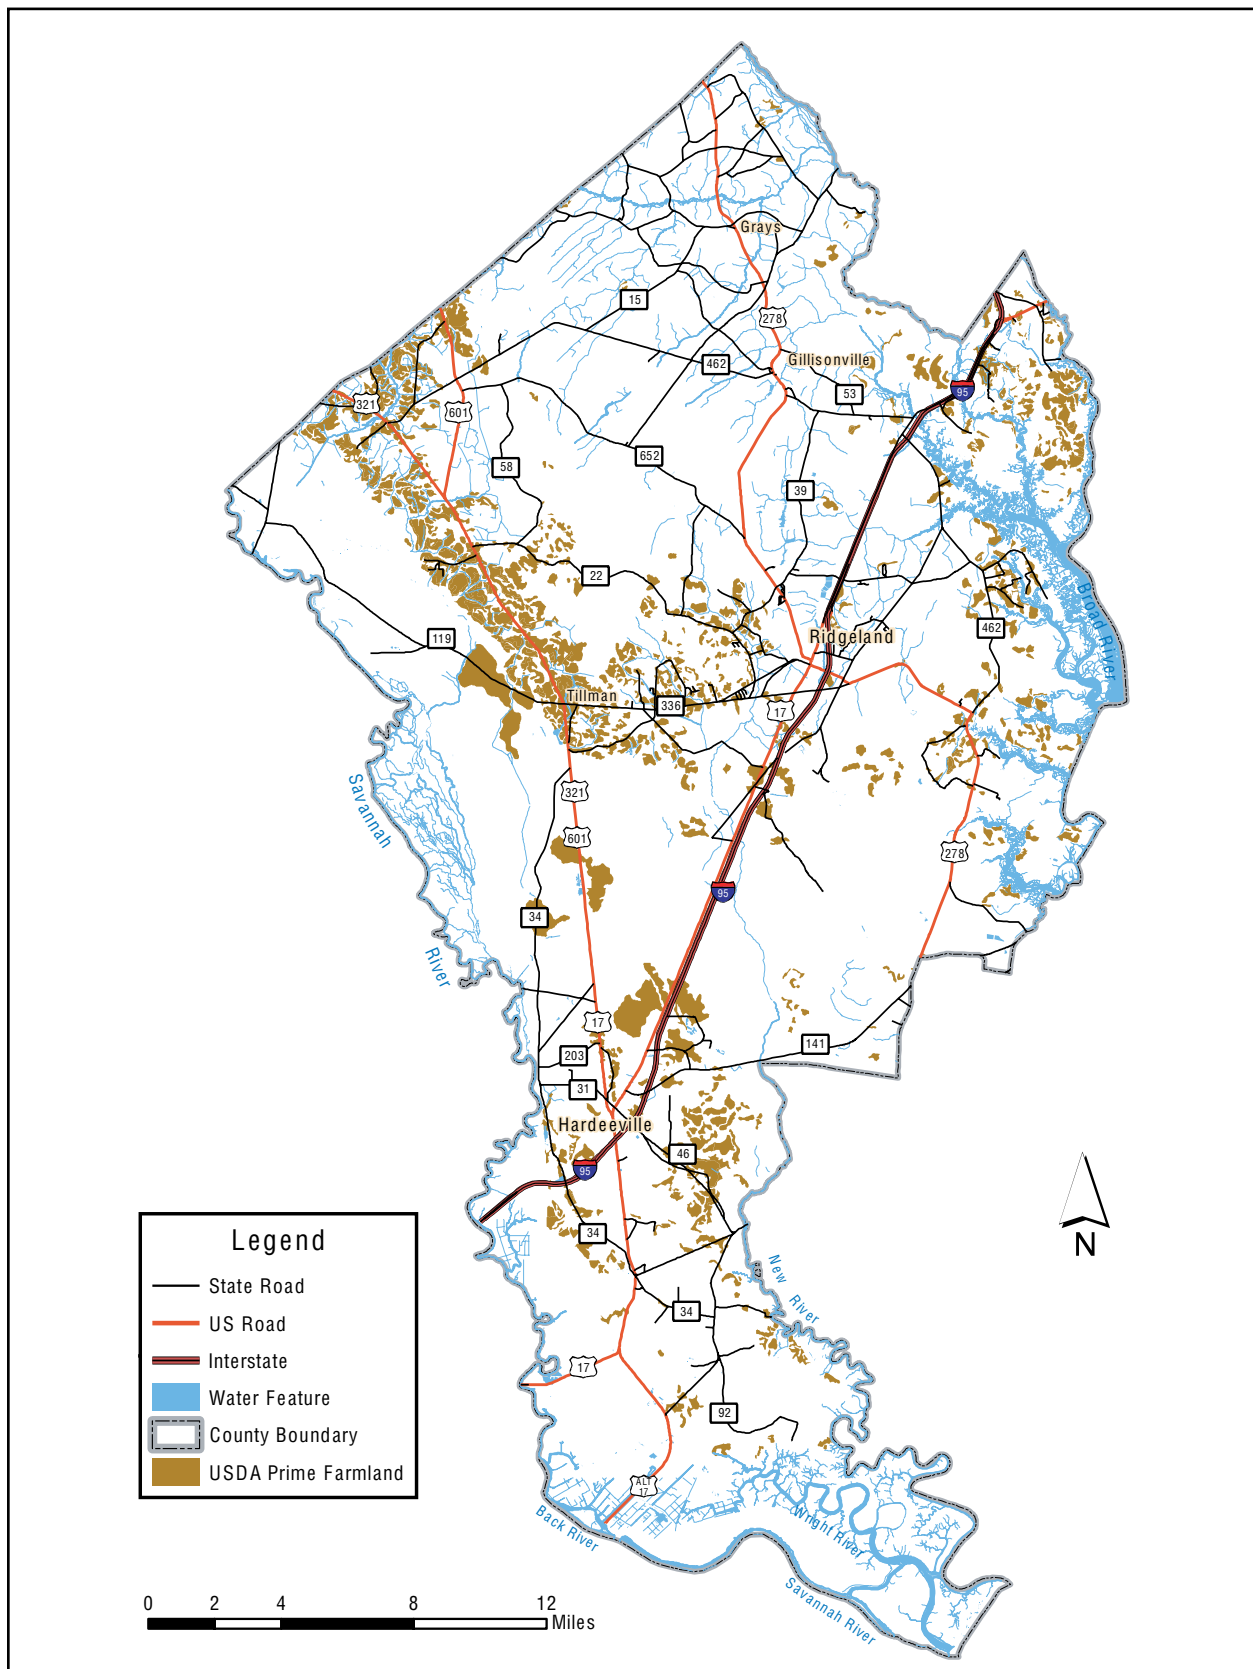 Grays
15
278
Gillisonville
462
53
95
321
601
652
58
39
22
Broad River
Ridgeland
462
119
Tillman
336
17
Savannah
321
601
278
95
34
River
17
141
203
31
Hardeeville
46
95
34
New River
34
17
92
ALT
17
Back River
Wright River
Savannah River
N
Legend
State Road
US Road
Interstate
Water Feature
County Boundary
USDA Prime Farmland
0 2 4 8 12
Miles